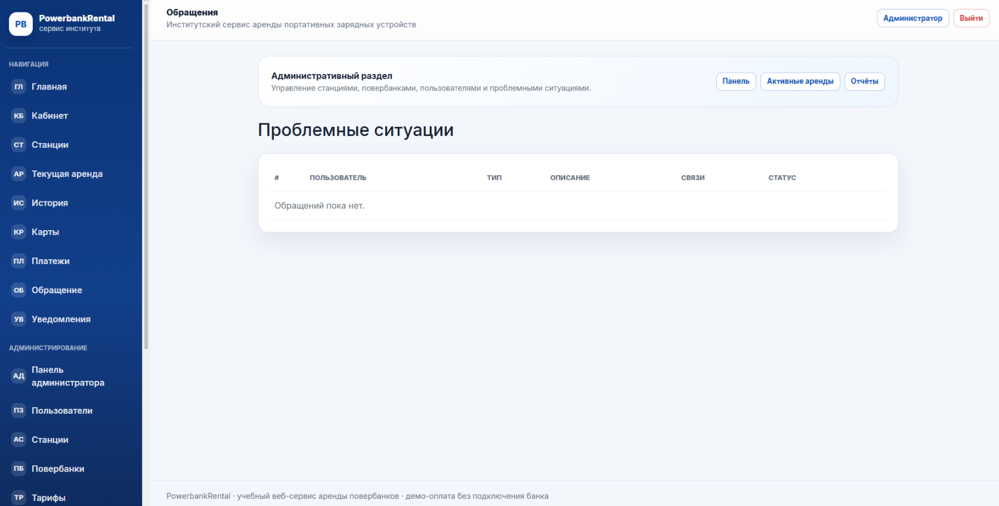 PB
PowerbankRental
сервис института
НАВИГАЦИЯ
ГЛ Главная
КБ Кабинет
СТ Станции
АР Текущая аренда
ИС История
КР Карты
ПЛ Платежи
ОБ Обращение
УВ Уведомления
АДМИНИСТРИРОВАНИЕ
АД Панель
администратора
ПЗ Пользователи
АС Станции
ПБ Повербанки
ТР Тарифы
Обращения
Институтский сервис аренды портативных зарядных устройств
Администратор Выйти
Административный раздел
Управление станциями, повербанками, пользователями и проблемными ситуациями.
Панель Активные аренды Отчёты
Проблемные ситуации
# ПОЛЬЗОВАТЕЛЬ ТИП ОПИСАНИЕ СВЯЗИ СТАТУС
Обращений пока нет.
PowerbankRental · учебный веб-сервис аренды повербанков · демо-оплата без подключения банка